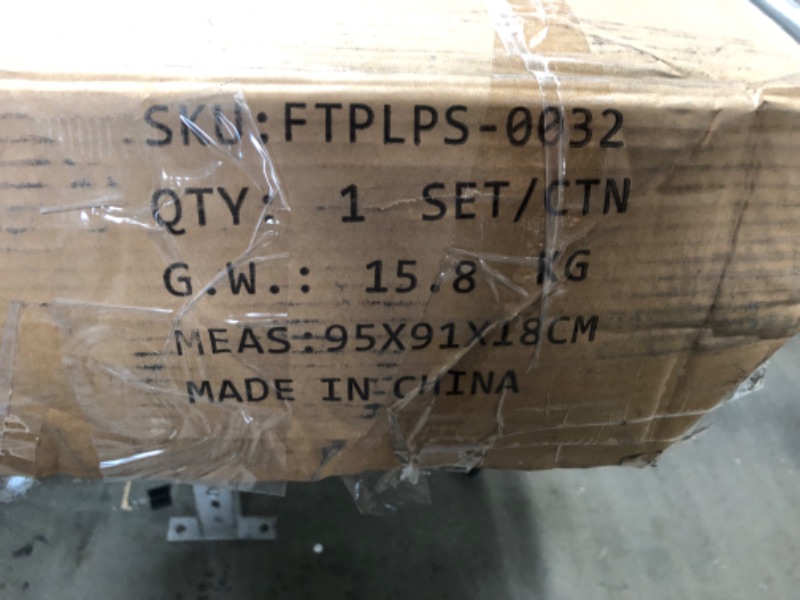 SKU:FTPLPS-0032
QTY: 1 SET/CTN
G.W.: 15.8 KG
MEAS:95X91X18CM
MADE IN CHINA